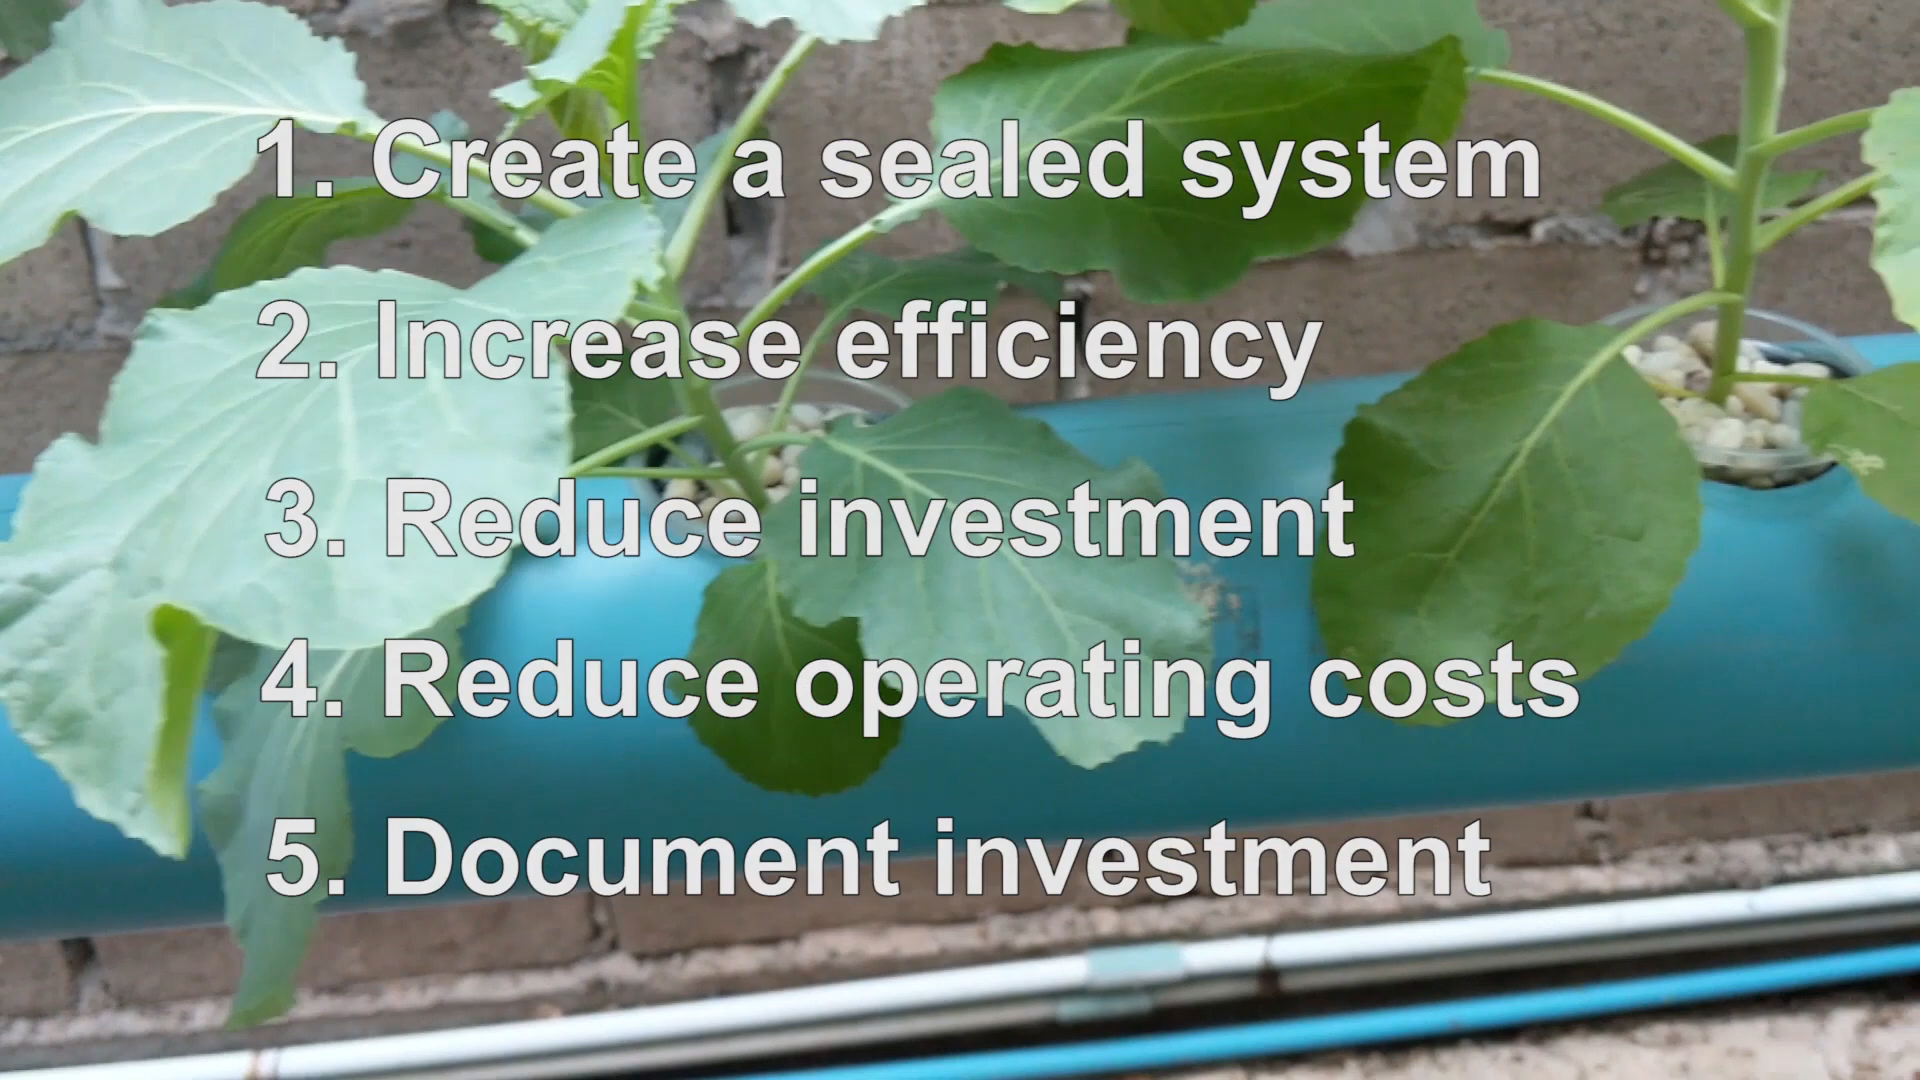 1. Create a sealed system
2. Increase efficiency
3. Reduce investment
4. Reduce operating costs
5. Document investment